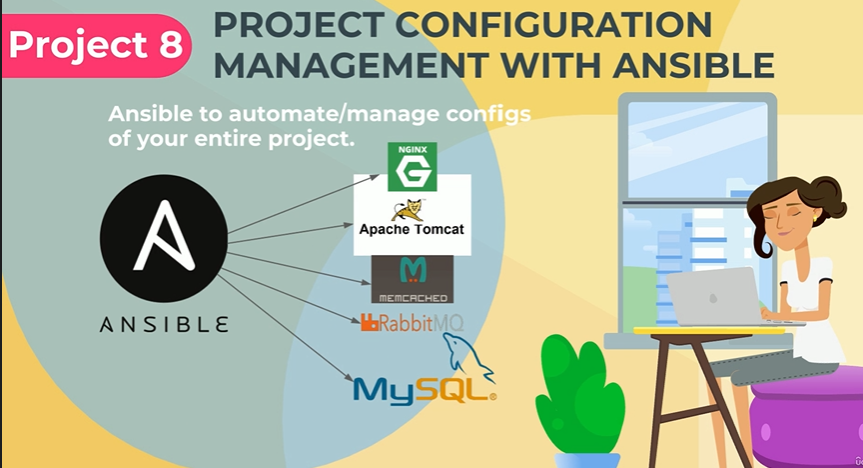 Project 8
PROJECT CONFIGURATION
MANAGEMENT WITH ANSIBLE
Ansible to automate/manage configs
of your entire project.
NGINX
G
Apache Tomcat
A
ANSIBLE
M
MEMCACHED
RabbitMQ
MySQL®